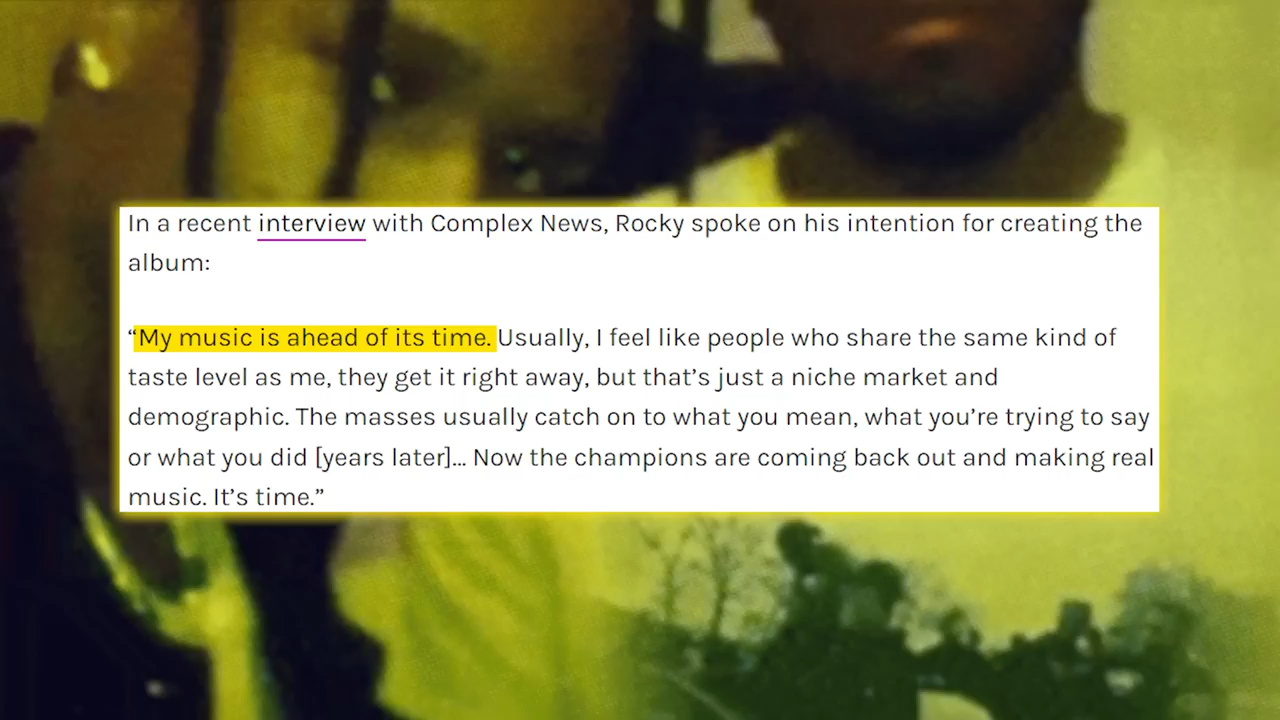 In a recent interview with Complex News, Rocky spoke on his intention for creating the
album:
“My music is ahead of its time. Usually, I feel like people who share the same kind of
taste level as me, they get it right away, but that’s just a niche market and
demographic. The masses usually catch on to what you mean, what you’re trying to say
or what you did [years later]... Now the champions are coming back out and making real
music. It’s time.”